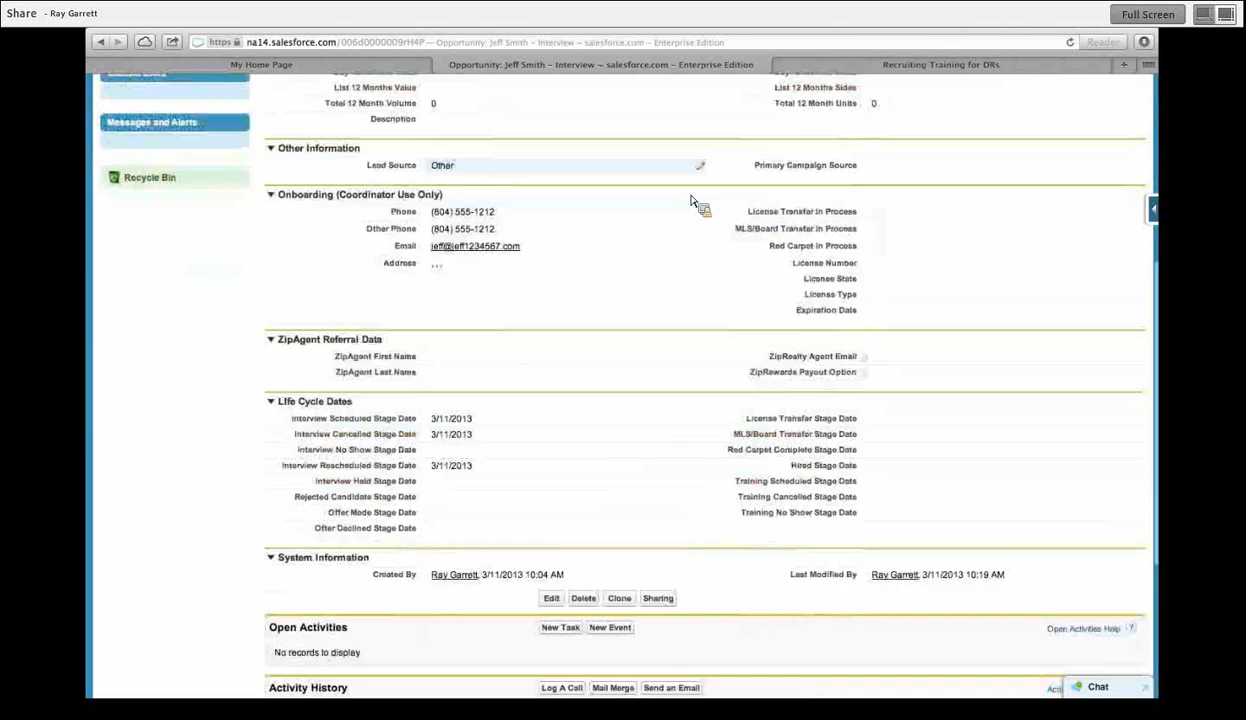 Share - Ray Garrett
Full Screen
https na14.salesforce.com/006d0000009rH4P — Opportunity: Jeff Smith ~ Interview ~ salesforce.com — Enterprise Edition
Reader
My Home Page
Opportunity: Jeff Smith ~ Interview ~ salesforce.com – Enterprise Edition
Recruiting Training for DRs
List 12 Months Value
List 12 Months Sides
Total 12 Month Volume 0
Total 12 Month Units 0
Description
Messages and Alerts
Recycle Bin
Other Information
Lead Source Other
Primary Campaign Source
Onboarding (Coordinator Use Only)
Phone (804) 555-1212
License Transfer In Process
Other Phone (804) 555-1212
MLS/Board Transfer in Process
Email jeff@jeff1234567.com
Red Carpet in Process
Address , , ,
License Number
License State
License Type
Expiration Date
ZipAgent Referral Data
ZipAgent First Name
ZipRealty Agent Email
ZipAgent Last Name
ZipRewards Payout Option
Life Cycle Dates
Interview Scheduled Stage Date 3/11/2013
License Transfer Stage Date
Interview Cancelled Stage Date 3/11/2013
MLS/Board Transfer Stage Date
Interview No Show Stage Date
Red Carpet Complete Stage Date
Interview Rescheduled Stage Date 3/11/2013
Hired Stage Date
Interview Held Stage Date
Training Scheduled Stage Date
Rejected Candidate Stage Date
Training Cancelled Stage Date
Offer Made Stage Date
Training No Show Stage Date
Offer Declined Stage Date
System Information
Created By Ray Garrett, 3/11/2013 10:04 AM
Last Modified By Ray Garrett, 3/11/2013 10:19 AM
Edit Delete Clone Sharing
Open Activities
New Task New Event
Open Activities Help ?
No records to display
Activity History
Log A Call Mail Merge Send an Email
Chat